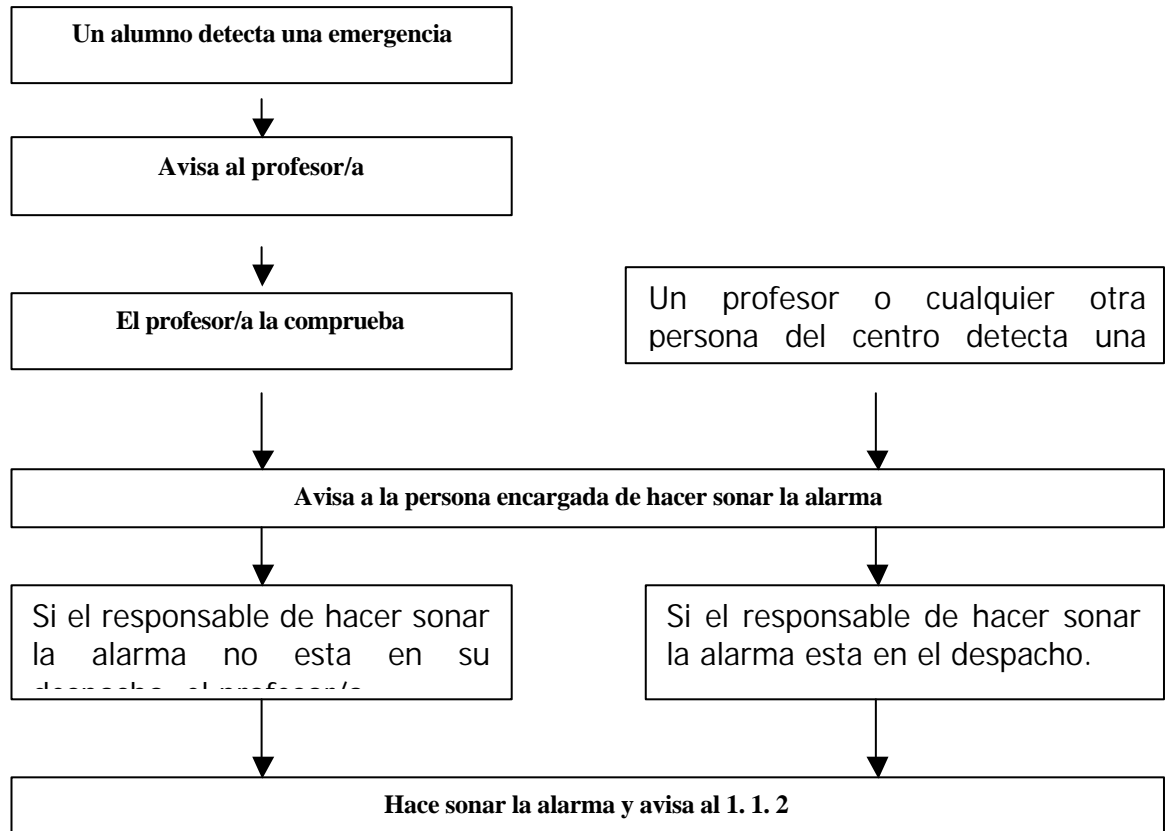 Un alumno detecta una emergencia
Avisa al profesor/a
El profesor/a la comprueba
Un profesor o cualquier otra
persona del centro detecta una
Avisa a la persona encargada de hacer sonar la alarma
Si el responsable de hacer sonar
la alarma no esta en su
despacho, el profesor/a
Si el responsable de hacer sonar
la alarma esta en el despacho.
Hace sonar la alarma y avisa al 1. 1. 2